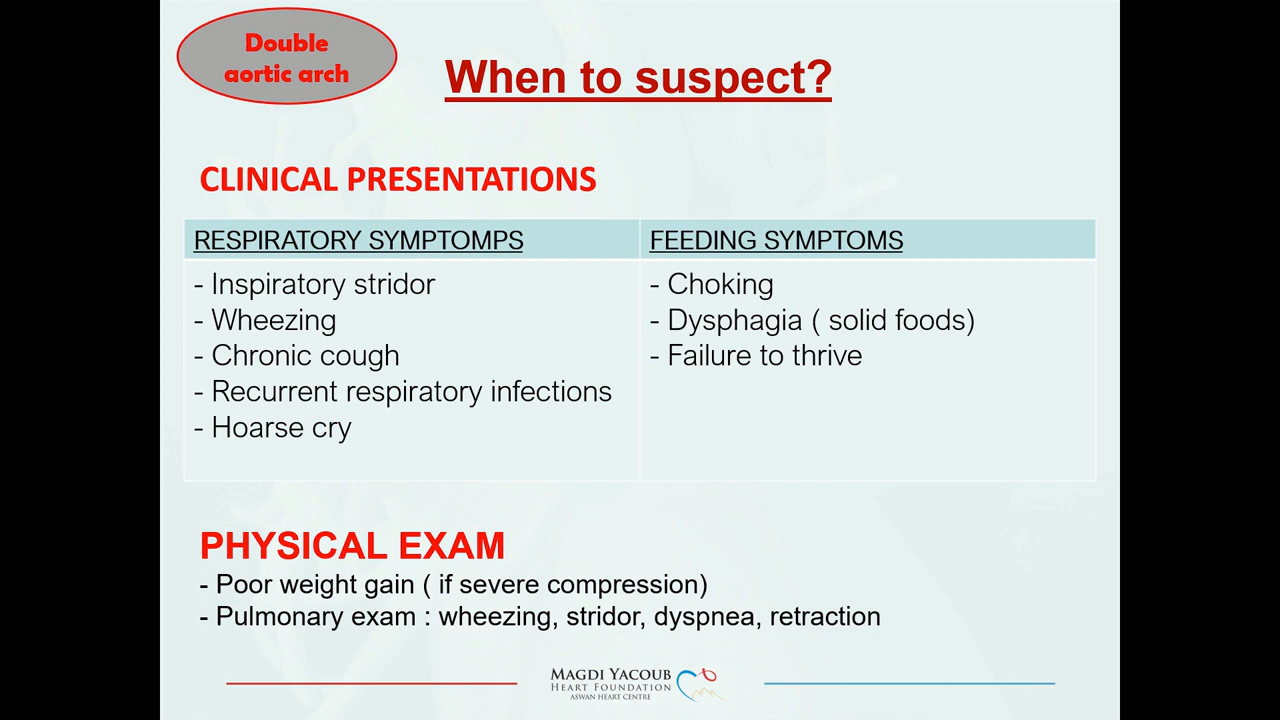 Double
aortic arch
When to suspect?
CLINICAL PRESENTATIONS
RESPIRATORY SYMPTOMPS
- Inspiratory stridor
- Wheezing
- Chronic cough
- Recurrent respiratory infections
- Hoarse cry
FEEDING SYMPTOMS
- Choking
- Dysphagia ( solid foods)
- Failure to thrive
PHYSICAL EXAM
- Poor weight gain ( if severe compression)
- Pulmonary exam : wheezing, stridor, dyspnea, retraction
MAGDI YACOUB
HEART FOUNDATION
ASWAN HEART CENTRE